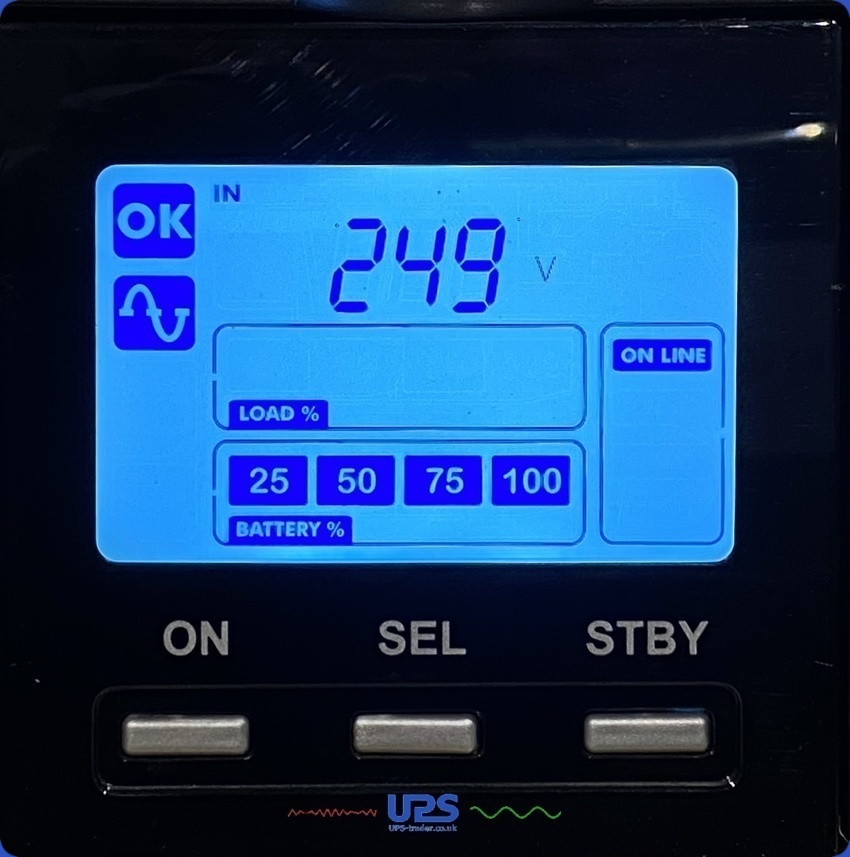 OK
IN
249 V
ON LINE
LOAD %
25 50 75 100
BATTERY %
ON SEL STBY
UPS
UPS-trader.co.uk